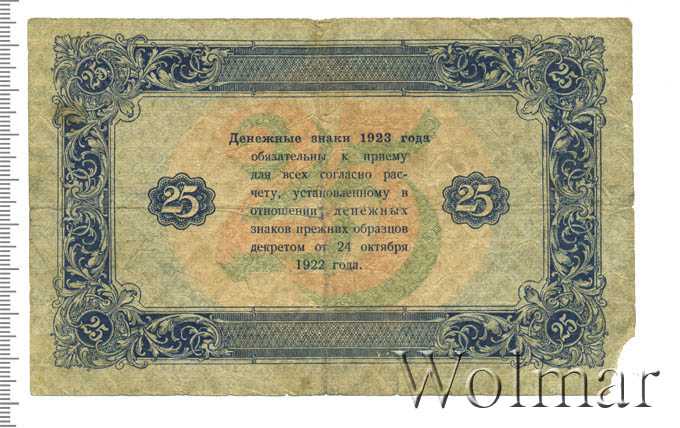 25 25
Денежные знаки 1923 года
обязательны к приему
для всех согласно рас-
чету, установленному в
отношении денежных
знаков прежних образцов
декретом от 24 октября
1922 года.
25 25
25 25
Wolmar